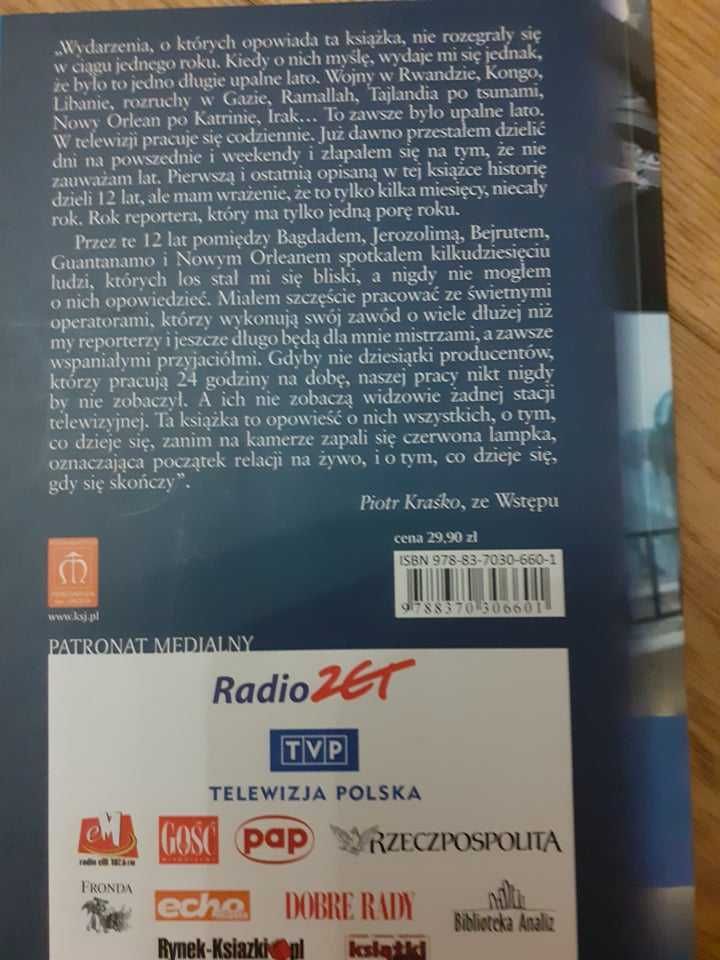 „Wydarzenia, o których opowiada ta książka, nie rozegrały się
w ciągu jednego roku. Kiedy o nich myślę, wydaje mi się jednak,
że było to jedno długie upalne lato. Wojny w Rwandzie, Kongo,
Libanie, rozruchy w Gazie, Ramallah, Tajlandia po tsunami,
Nowy Orlean po Katrinie, Irak... To zawsze było upalne lato.
W telewizji pracuje się codziennie. Już dawno przestałem dzielić
dni na powszednie i weekendy i złapałem się na tym, że nie
zauważam lat. Pierwszą i ostatnią opisaną w tej książce historię
dzieli 12 lat, ale mam wrażenie, że to tylko kilka miesięcy, niecały
rok. Rok reportera, który ma tylko jedną porę roku.
Przez te 12 lat pomiędzy Bagdadem, Jerozolimą, Bejrutem,
Guantanamo i Nowym Orleanem spotkałem kilkudziesięciu
ludzi, których los stał mi się bliski, a nigdy nie mogłem
o nich opowiedzieć. Miałem szczęście pracować ze świetnymi
operatorami, którzy wykonują swój zawód o wiele dłużej niż
my reporterzy i jeszcze długo będą dla mnie mistrzami, a zawsze
wspaniałymi przyjaciółmi. Gdyby nie dziesiątki producentów,
którzy pracują 24 godziny na dobę, naszej pracy nikt nigdy
by nie zobaczył. A ich nie zobaczą widzowie żadnej stacji
telewizyjnej. Ta książka to opowieść o nich wszystkich, o tym,
co dzieje się, zanim na kamerze zapali się czerwona lampka,
oznaczająca początek relacji na żywo, i o tym, co dzieje się,
gdy się skończy”.
Piotr Kraśko, ze Wstępu
cena 29,90 zł
ISBN 978-83-7030-660-1
9788370306601
www.ksj.pl
PATRONAT MEDIALNY
Radio ZET
TVP
TELEWIZJA POLSKA
eM
radio eM 107,6 FM
GOŚĆ
NIEDZIELNY
pap
RZECZPOSPOLITA
FRONDA
echo
DOBRE RADY
Biblioteka Analiz
Rynek-Ksiazki.pl
książki